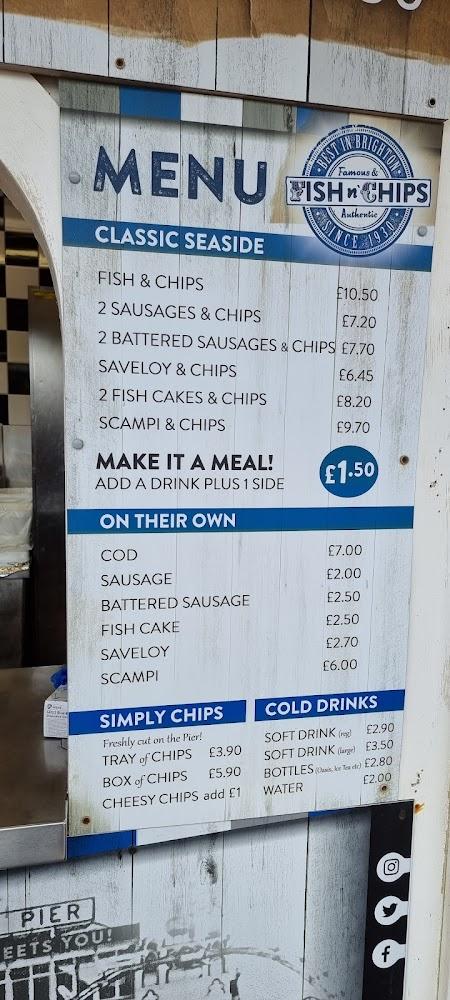 MENU
BEST IN BRIGHTON
Famous &
FISH n' CHIPS
Authentic
SINCE 1930
CLASSIC SEASIDE
FISH & CHIPS £10.50
2 SAUSAGES & CHIPS £7.20
2 BATTERED SAUSAGES & CHIPS £7.70
SAVELOY & CHIPS £6.45
2 FISH CAKES & CHIPS £8.20
SCAMPI & CHIPS £9.70
MAKE IT A MEAL! £1.50
ADD A DRINK PLUS 1 SIDE
ON THEIR OWN
COD £7.00
SAUSAGE £2.00
BATTERED SAUSAGE £2.50
FISH CAKE £2.50
SAVELOY £2.70
SCAMPI £6.00
SIMPLY CHIPS
Freshly cut on the Pier!
TRAY of CHIPS £3.90
BOX of CHIPS £5.90
CHEESY CHIPS add £1
COLD DRINKS
SOFT DRINK (reg) £2.90
SOFT DRINK (large) £3.50
BOTTLES (Oasis, Ice Tea etc) £2.80
WATER £2.00
PIER
EETS YOU!